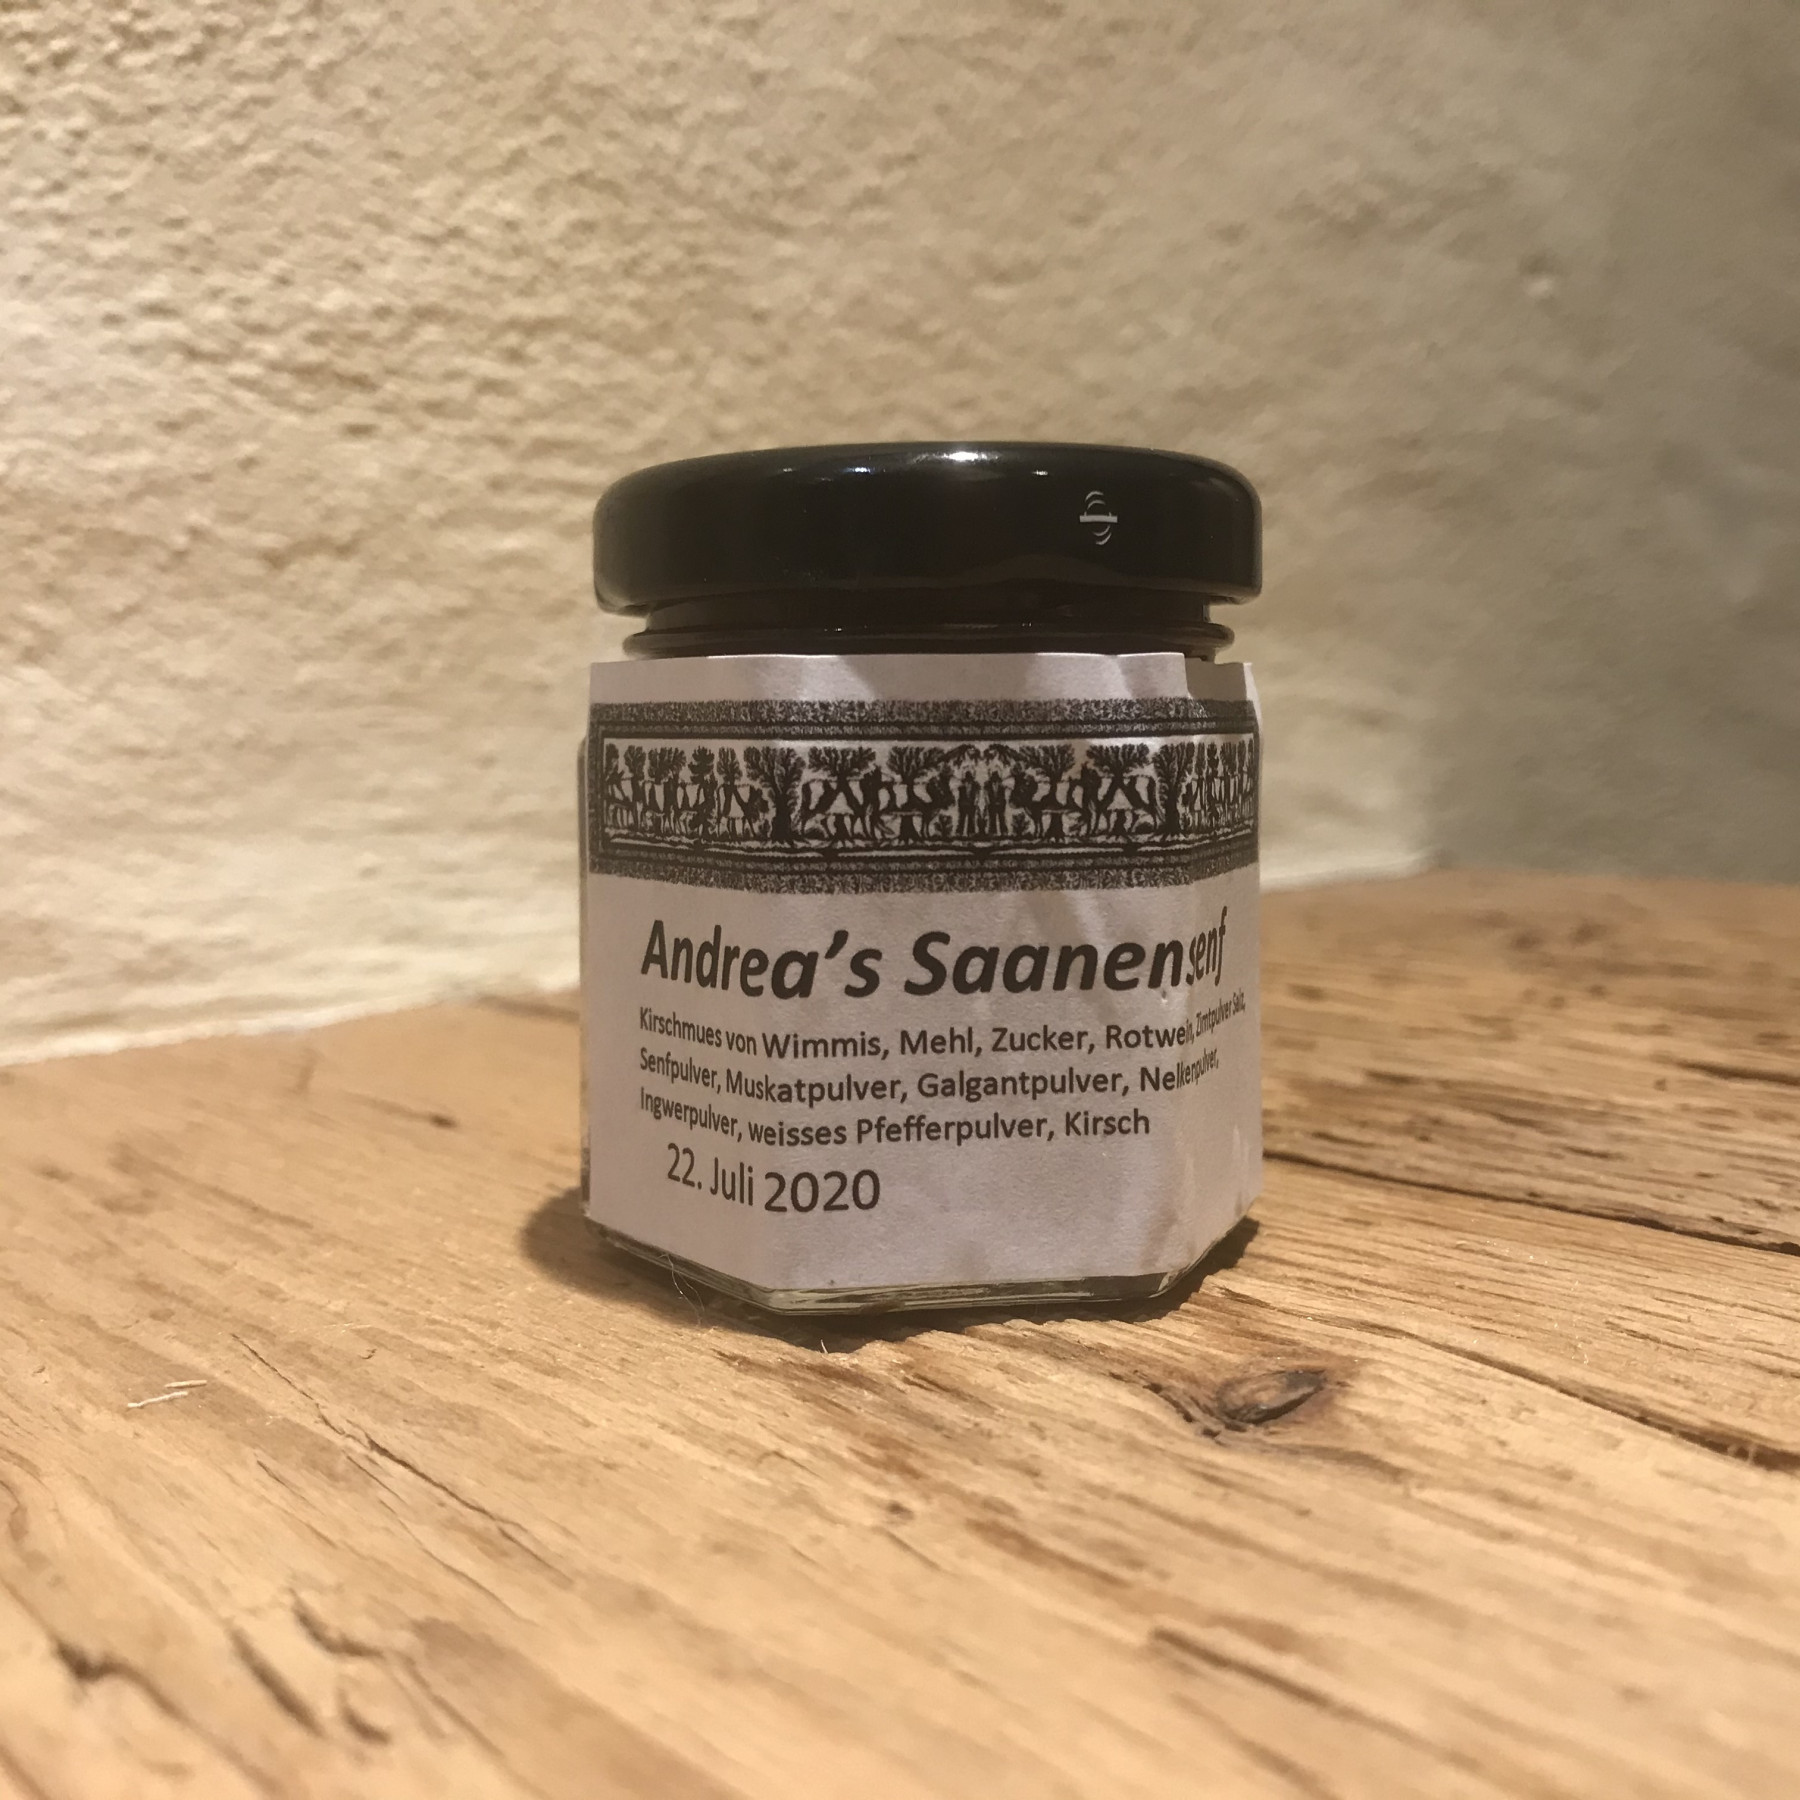 Andrea's Saanensenf
Kirschmues von Wimmis, Mehl, Zucker, Rotwein, Zimtpulver Salz,
Senfpulver, Muskatpulver, Galgantpulver, Nelkenpulver,
Ingwerpulver, weisses Pfefferpulver, Kirsch
22. Juli 2020